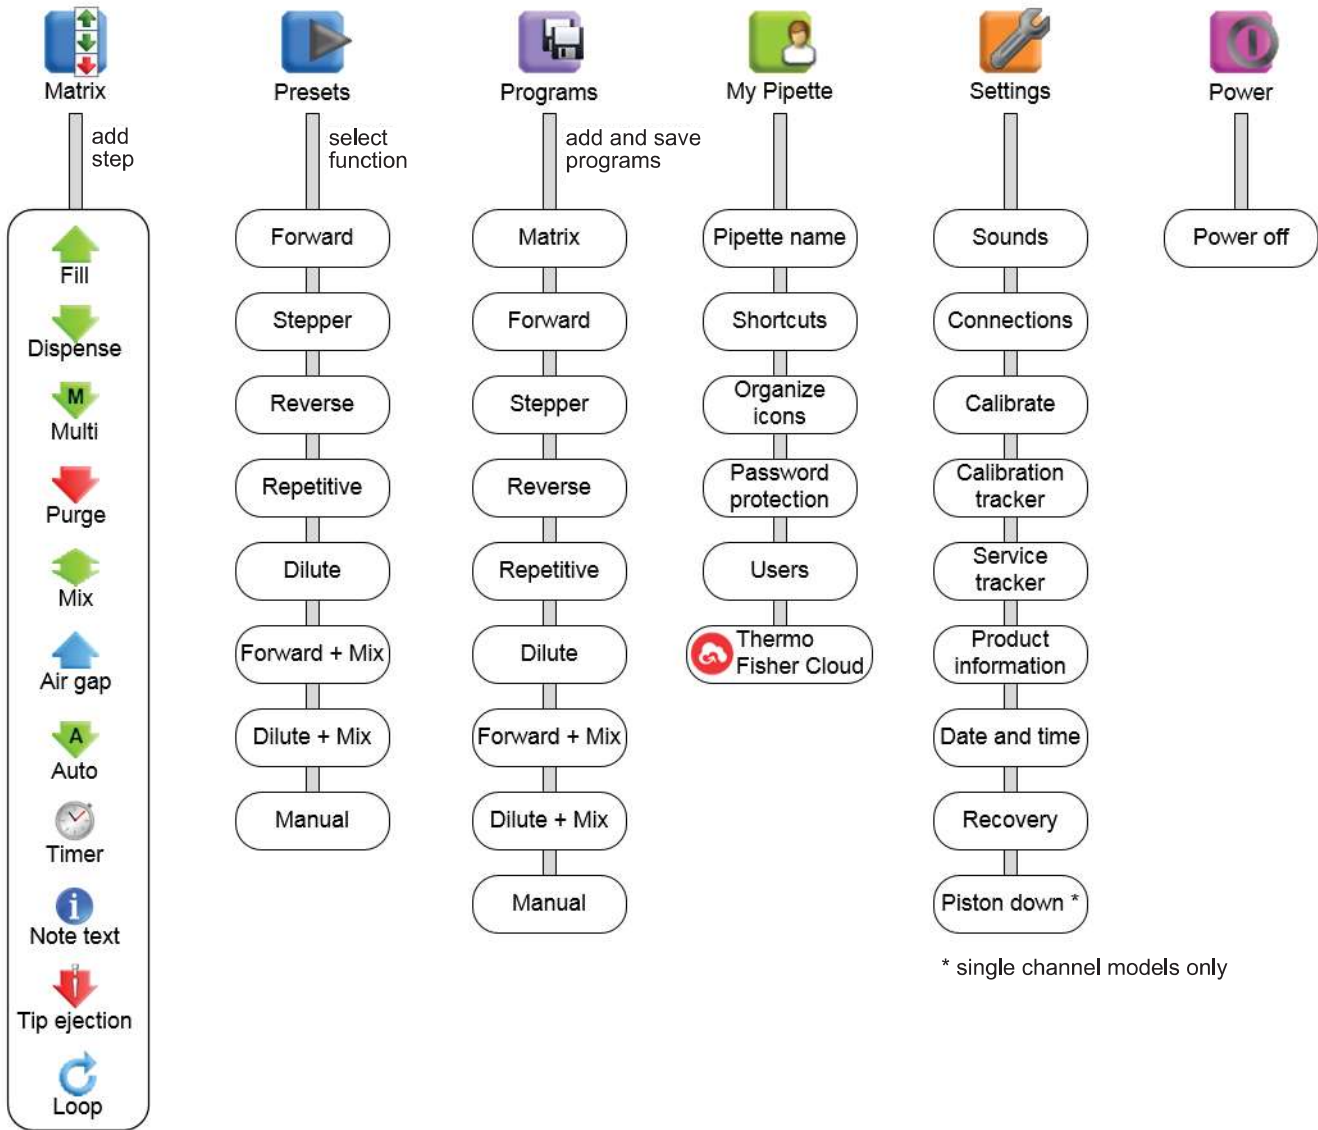 Matrix
add
step
Fill
Dispense
M
Multi
Purge
Mix
Air gap
A
Auto
Timer
i
Note text
Tip ejection
Loop
Presets
select
function
Forward
Stepper
Reverse
Repetitive
Dilute
Forward + Mix
Dilute + Mix
Manual
Programs
add and save
programs
Matrix
Forward
Stepper
Reverse
Repetitive
Dilute
Forward + Mix
Dilute + Mix
Manual
My Pipette
Pipette name
Shortcuts
Organize
icons
Password
protection
Users
Thermo
Fisher Cloud
Settings
Sounds
Connections
Calibrate
Calibration
tracker
Service
tracker
Product
information
Date and time
Recovery
Piston down *
* single channel models only
Power
Power off